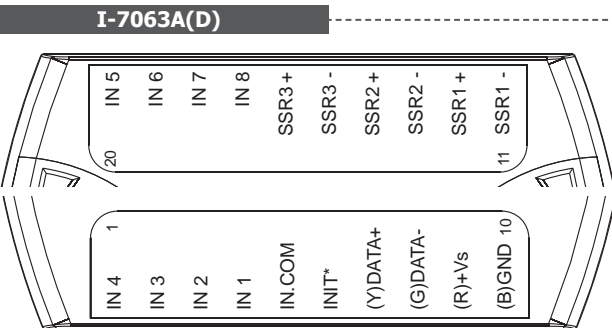 I-7063A(D)
IN 5
IN 6
IN 7
IN 8
SSR3 +
SSR3 -
SSR2 +
SSR2 -
SSR1 +
SSR1 -
20
11
1
10
IN 4
IN 3
IN 2
IN 1
IN.COM
INIT*
(Y)DATA+
(G)DATA-
(R)+Vs
(B)GND